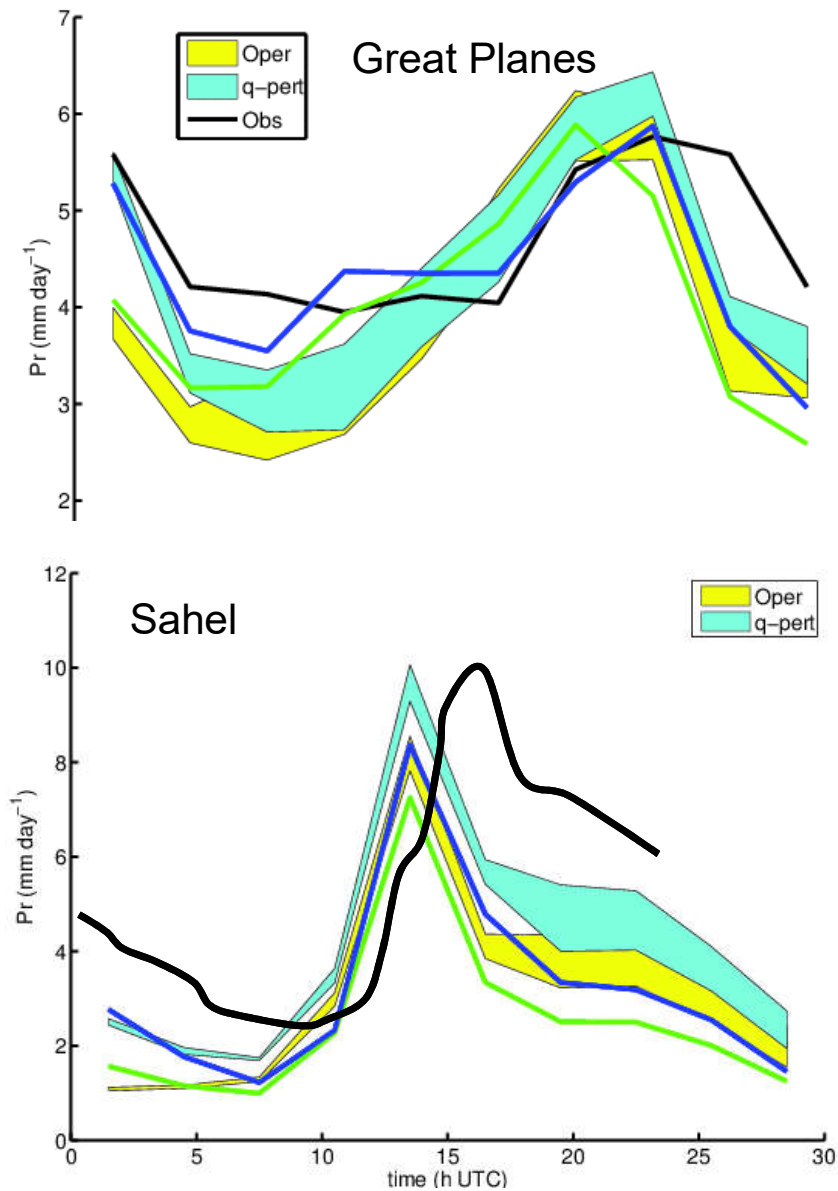 7
Oper
q-pert
Obs
Great Planes
6
5
4
3
2
Pr (mm day⁻¹)
12
Sahel
Oper
q-pert
10
8
6
4
2
0
Pr (mm day⁻¹)
0 5 10 15 20 25 30
time (h UTC)